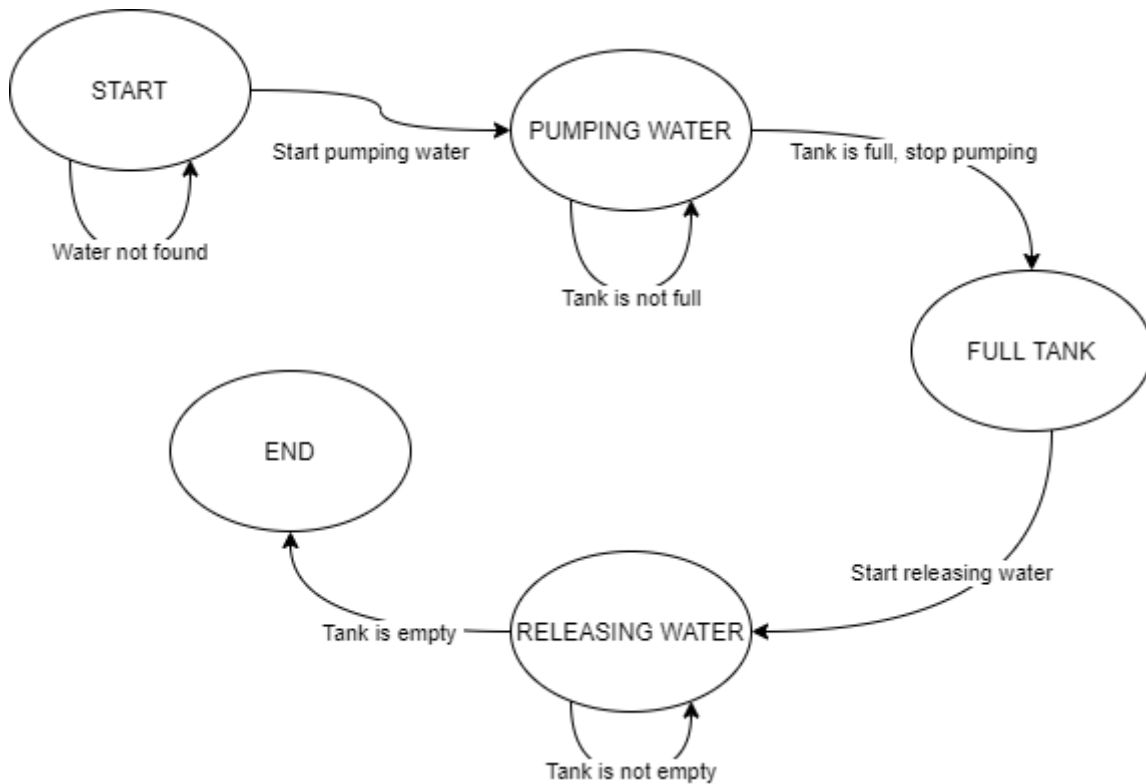 START
Water not found
Start pumping water
PUMPING WATER
Tank is not full
Tank is full, stop pumping
FULL TANK
Start releasing water
RELEASING WATER
Tank is not empty
Tank is empty
END